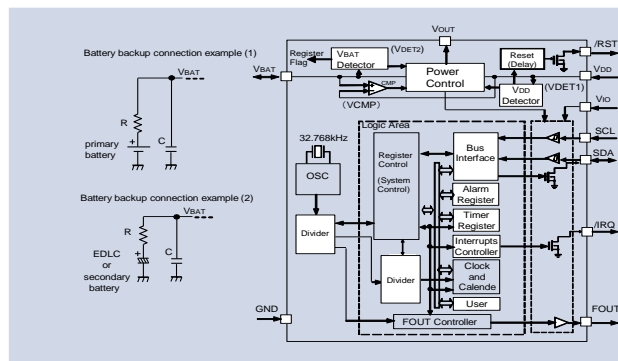 Battery backup connection example (1)
VBAT
R
+
C
primary
battery
Battery backup connection example (2)
VBAT
R
+
C
EDLC
or
secondary
battery
VOUT
/RST
Register
Flag
VBAT
Detector
(VDET2)
Reset
(Delay)
VBAT
CMP
Power
Control
VDD
(VCMP)
VDD
Detector
(VDET1)
VIO
Logic Area
32.768kHz
OSC
Register
Control
(System
Control)
Bus
Interface
SCL
SDA
Alarm
Register
Timer
Register
Divider
Interrupts
Controller
/IRQ
Divider
Clock
and
Calende
User
GND
FOUT Controller
FOUT